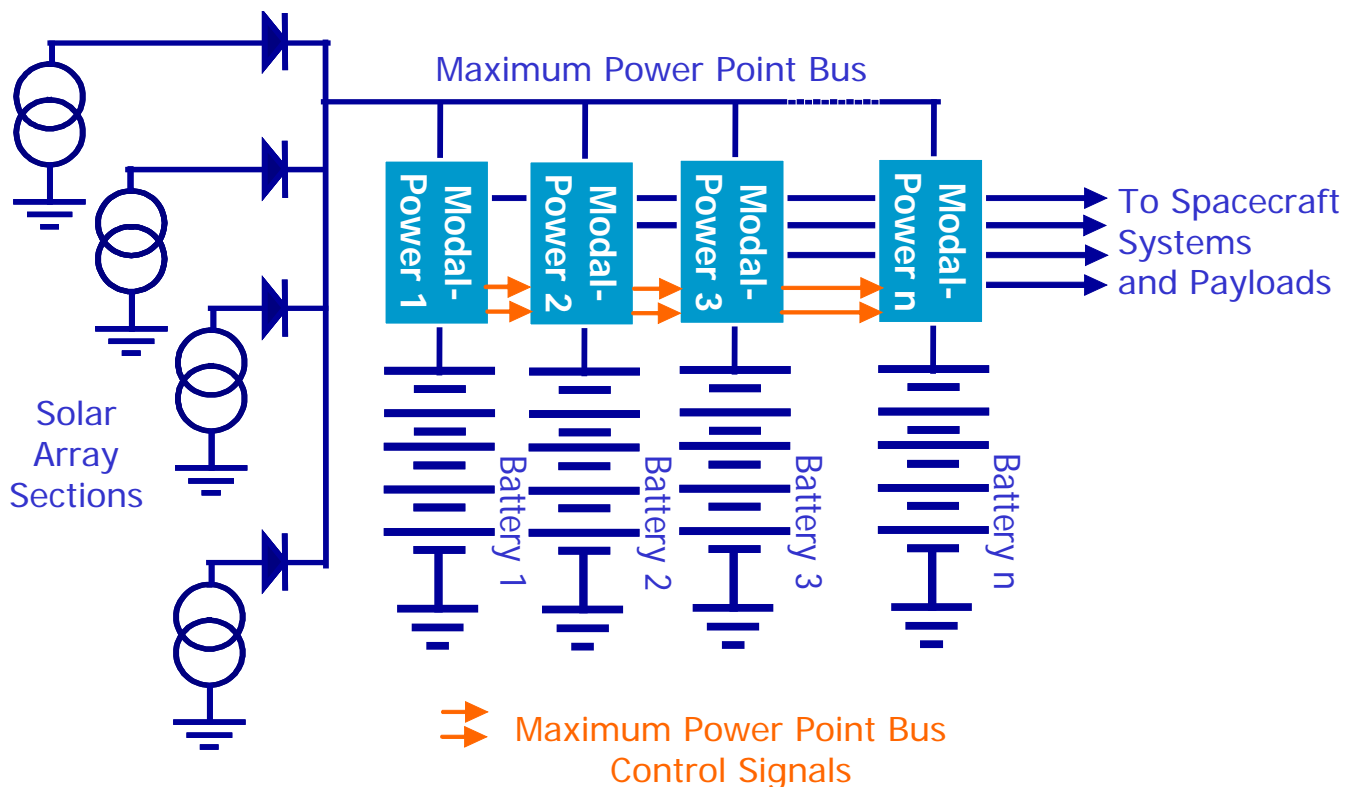 Maximum Power Point Bus
Modal-
Power 1
Modal-
Power 2
Modal-
Power 3
Modal-
Power n
To Spacecraft
Systems
and Payloads
Solar
Array
Sections
Battery 1
Battery 2
Battery 3
Battery n
Maximum Power Point Bus
Control Signals